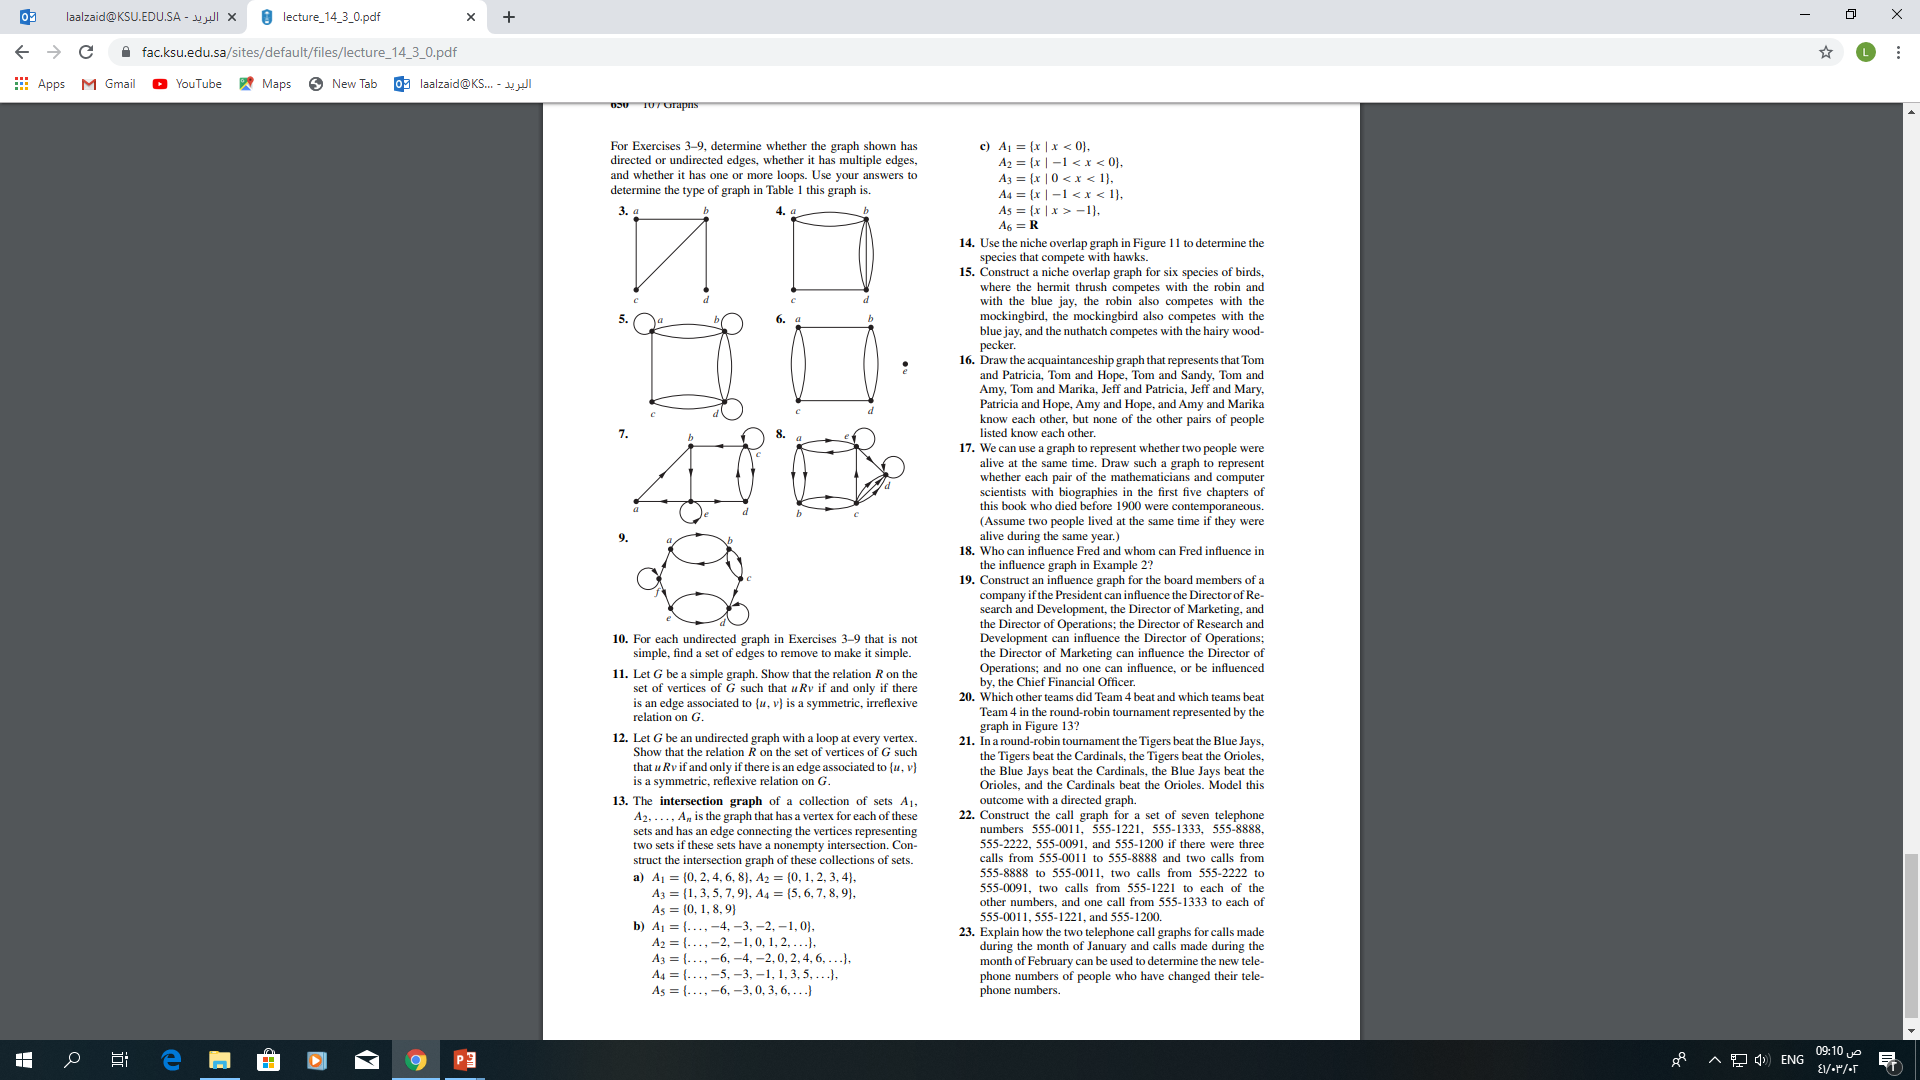 laalzaid@KSU.EDU.SA - البريد
lecture_14_3_0.pdf
fac.ksu.edu.sa/sites/default/files/lecture_14_3_0.pdf
L
Apps
Gmail
YouTube
Maps
New Tab
laalzaid@KS... - البريد
650 10 / Graphs
For Exercises 3–9, determine whether the graph shown has
directed or undirected edges, whether it has multiple edges,
and whether it has one or more loops. Use your answers to
determine the type of graph in Table 1 this graph is.
3. a b
c d
4. a b
c d
5. a b
c d
6. a b
e
c d
7. b
c
a e d
8. a e
d
b c
9. a b
c
f
e d
10. For each undirected graph in Exercises 3–9 that is not
simple, find a set of edges to remove to make it simple.
11. Let G be a simple graph. Show that the relation R on the
set of vertices of G such that uRv if and only if there
is an edge associated to {u, v} is a symmetric, irreflexive
relation on G.
12. Let G be an undirected graph with a loop at every vertex.
Show that the relation R on the set of vertices of G such
that uRv if and only if there is an edge associated to {u, v}
is a symmetric, reflexive relation on G.
13. The intersection graph of a collection of sets A₁,
A₂, . . . , Aₙ is the graph that has a vertex for each of these
sets and has an edge connecting the vertices representing
two sets if these sets have a nonempty intersection. Con-
struct the intersection graph of these collections of sets.
a) A₁ = {0, 2, 4, 6, 8}, A₂ = {0, 1, 2, 3, 4},
A₃ = {1, 3, 5, 7, 9}, A₄ = {5, 6, 7, 8, 9},
A₅ = {0, 1, 8, 9}
b) A₁ = {. . . , −4, −3, −2, −1, 0},
A₂ = {. . . , −2, −1, 0, 1, 2, . . .},
A₃ = {. . . , −6, −4, −2, 0, 2, 4, 6, . . .},
A₄ = {. . . , −5, −3, −1, 1, 3, 5, . . .},
A₅ = {. . . , −6, −3, 0, 3, 6, . . .}
c) A₁ = {x | x < 0},
A₂ = {x | −1 < x < 0},
A₃ = {x | 0 < x < 1},
A₄ = {x | −1 < x < 1},
A₅ = {x | x > −1},
A₆ = R
14. Use the niche overlap graph in Figure 11 to determine the
species that compete with hawks.
15. Construct a niche overlap graph for six species of birds,
where the hermit thrush competes with the robin and
with the blue jay, the robin also competes with the
mockingbird, the mockingbird also competes with the
blue jay, and the nuthatch competes with the hairy wood-
pecker.
16. Draw the acquaintanceship graph that represents that Tom
and Patricia, Tom and Hope, Tom and Sandy, Tom and
Amy, Tom and Marika, Jeff and Patricia, Jeff and Mary,
Patricia and Hope, Amy and Hope, and Amy and Marika
know each other, but none of the other pairs of people
listed know each other.
17. We can use a graph to represent whether two people were
alive at the same time. Draw such a graph to represent
whether each pair of the mathematicians and computer
scientists with biographies in the first five chapters of
this book who died before 1900 were contemporaneous.
(Assume two people lived at the same time if they were
alive during the same year.)
18. Who can influence Fred and whom can Fred influence in
the influence graph in Example 2?
19. Construct an influence graph for the board members of a
company if the President can influence the Director of Re-
search and Development, the Director of Marketing, and
the Director of Operations; the Director of Research and
Development can influence the Director of Operations;
the Director of Marketing can influence the Director of
Operations; and no one can influence, or be influenced
by, the Chief Financial Officer.
20. Which other teams did Team 4 beat and which teams beat
Team 4 in the round-robin tournament represented by the
graph in Figure 13?
21. In a round-robin tournament the Tigers beat the Blue Jays,
the Tigers beat the Cardinals, the Tigers beat the Orioles,
the Blue Jays beat the Cardinals, the Blue Jays beat the
Orioles, and the Cardinals beat the Orioles. Model this
outcome with a directed graph.
22. Construct the call graph for a set of seven telephone
numbers 555-0011, 555-1221, 555-1333, 555-8888,
555-2222, 555-0091, and 555-1200 if there were three
calls from 555-0011 to 555-8888 and two calls from
555-8888 to 555-0011, two calls from 555-2222 to
555-0091, two calls from 555-1221 to each of the
other numbers, and one call from 555-1333 to each of
555-0011, 555-1221, and 555-1200.
23. Explain how the two telephone call graphs for calls made
during the month of January and calls made during the
month of February can be used to determine the new tele-
phone numbers of people who have changed their tele-
phone numbers.
ENG
09:10 ص
٤١/٠٣/٠٢